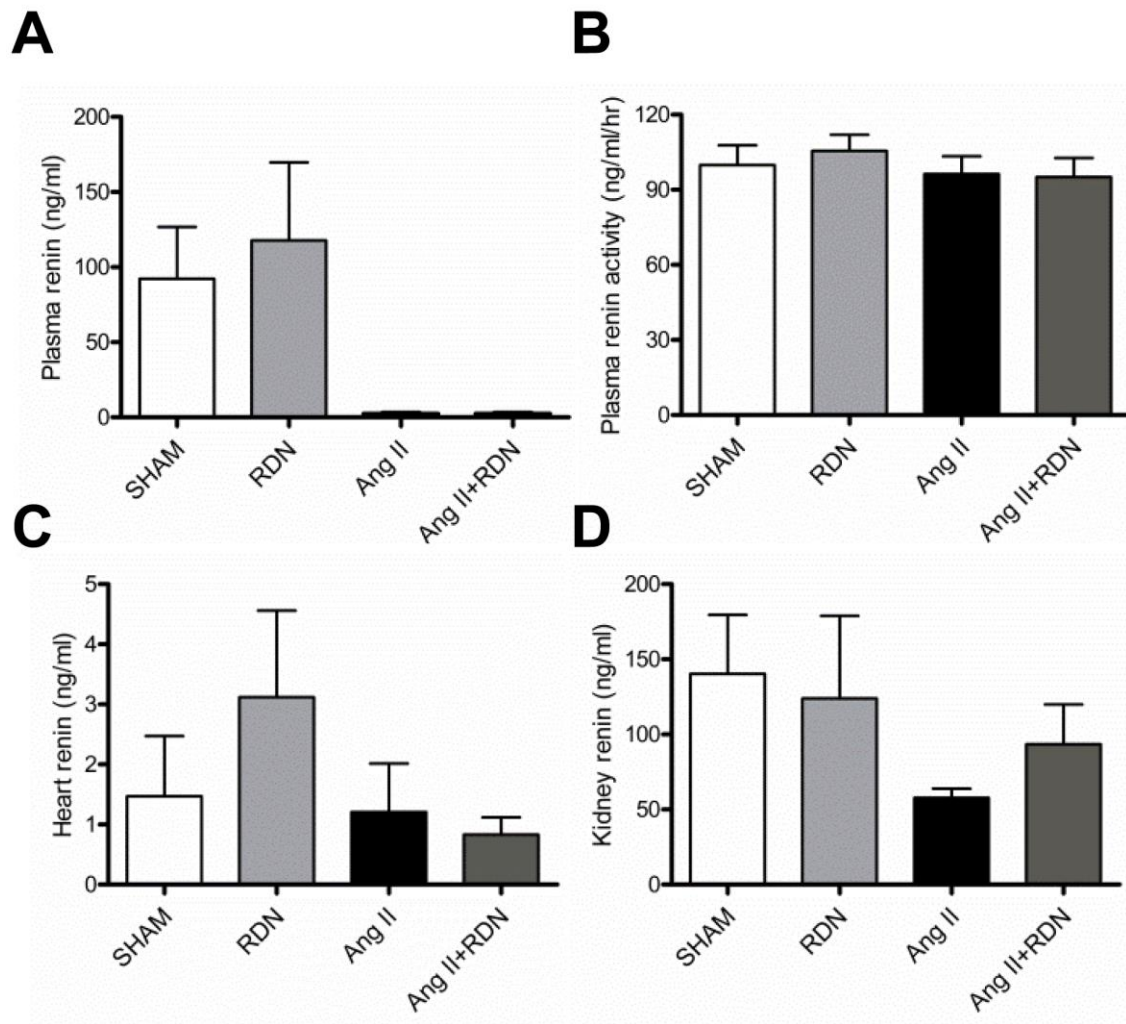 A
Plasma renin (ng/ml)
200
150
100
50
0
SHAM
RDN
Ang II
Ang II+RDN
B
Plasma renin activity (ng/ml/hr)
120
90
60
30
0
SHAM
RDN
Ang II
Ang II+RDN
C
Heart renin (ng/ml)
5
4
3
2
1
0
SHAM
RDN
Ang II
Ang II+RDN
D
Kidney renin (ng/ml)
200
150
100
50
0
SHAM
RDN
Ang II
Ang II+RDN